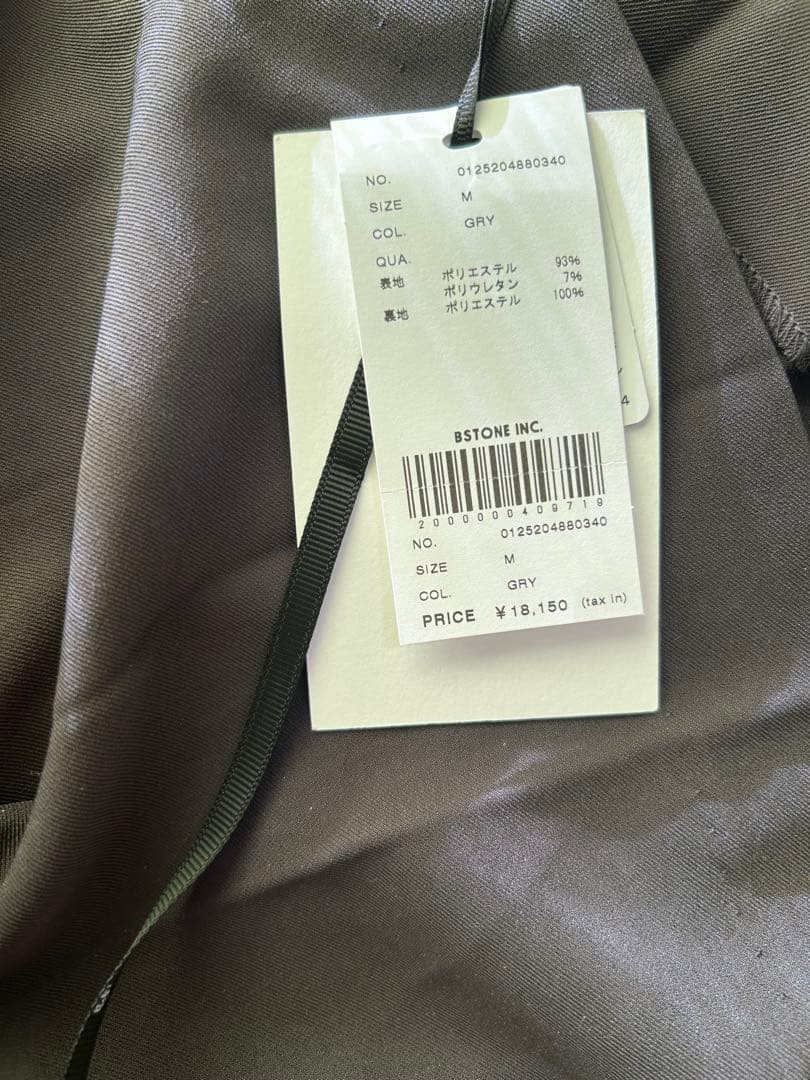 NO. 0125204880340
SIZE M
COL. GRY
QUA.
表地 ポリエステル 93%
ポリウレタン 7%
裏地 ポリエステル 100%
BSTONE INC.
2000000409719
NO. 0125204880340
SIZE M
COL. GRY
PRICE ¥18,150 (tax in)
4